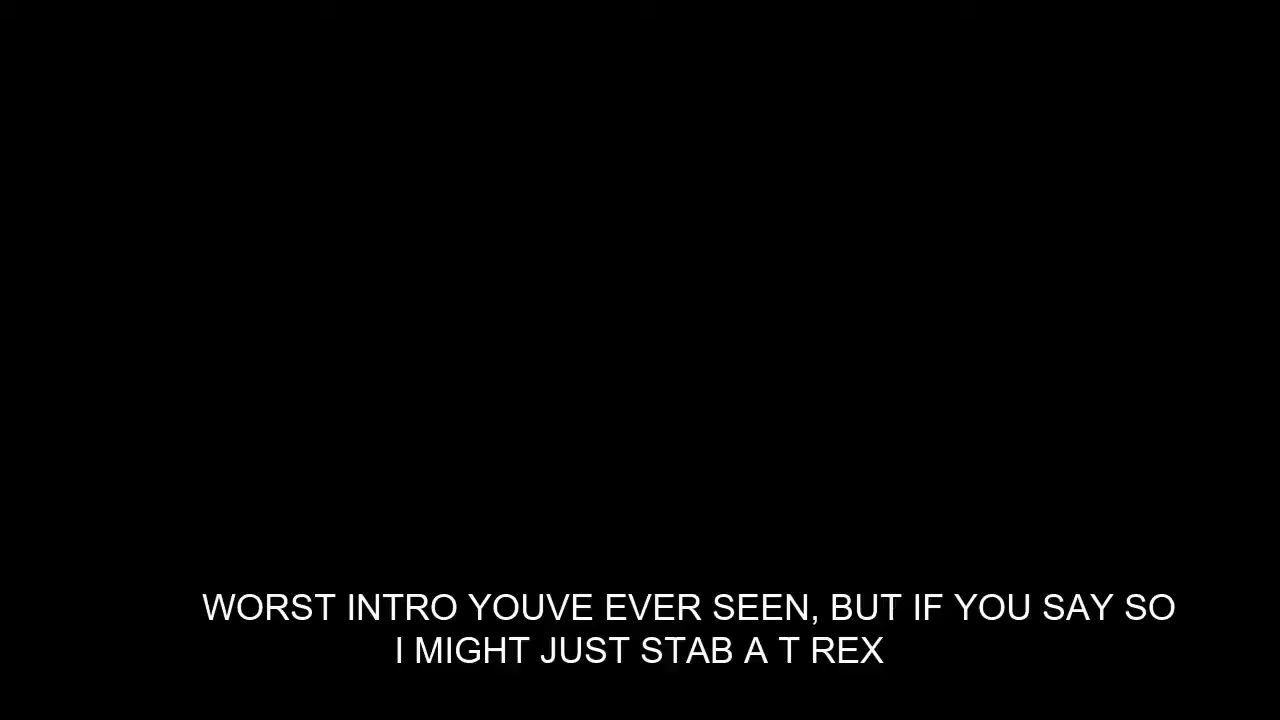 WORST INTRO YOUVE EVER SEEN, BUT IF YOU SAY SO
I MIGHT JUST STAB A T REX